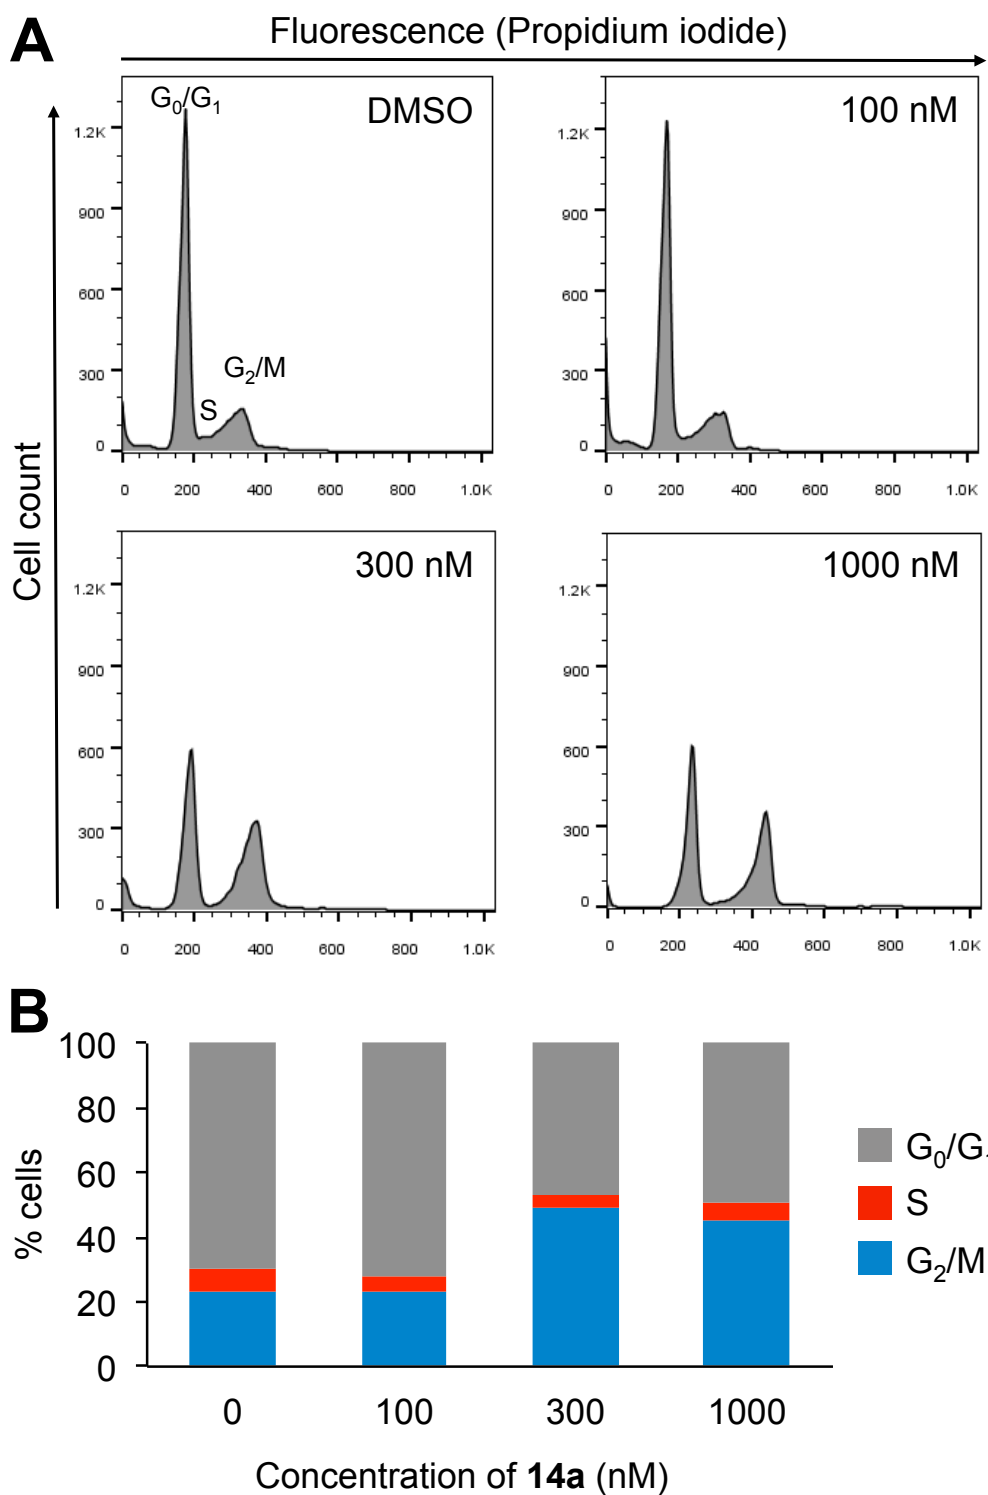 A
Fluorescence (Propidium iodide)
Cell count
G₀/G₁
DMSO
G₂/M
S
1.2K
900
600
300
0
0 200 400 600 800 1.0K
100 nM
1.2K
900
600
300
0
0 200 400 600 800 1.0K
300 nM
1.2K
900
600
300
0
0 200 400 600 800 1.0K
1000 nM
1.2K
900
600
300
0
0 200 400 600 800 1.0K
B
% cells
100
80
60
40
20
0
0 100 300 1000
Concentration of 14a (nM)
G₀/G₁
S
G₂/M